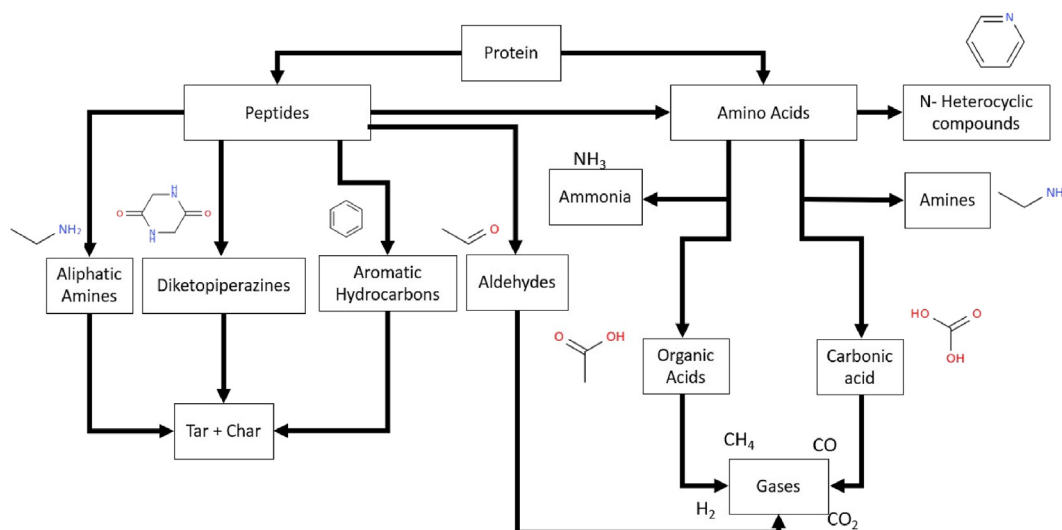 Protein
Peptides
Amino Acids
N- Heterocyclic
compounds
N
NH₃
Ammonia
Amines
NH
H
N
O
O
N
H
NH₂
O
Aliphatic
Amines
Diketopiperazines
Aromatic
Hydrocarbons
Aldehydes
O
OH
HO
O
OH
Organic
Acids
Carbonic
acid
Tar + Char
CH₄
CO
Gases
H₂
CO₂